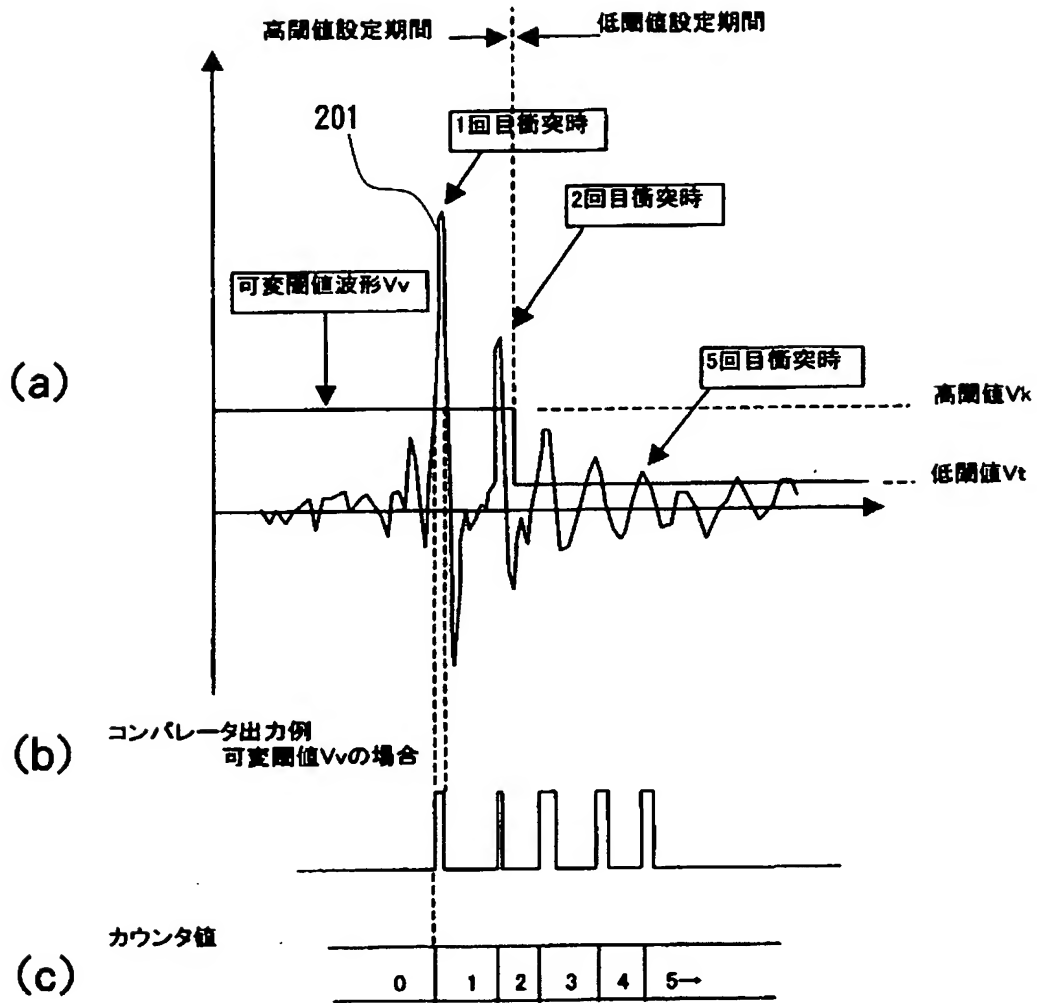 高閾値設定期間
低閾値設定期間
201
1回目衝突時
2回目衝突時
可変閾値波形Vv
5回目衝突時
(a)
高閾値Vk
低閾値Vt
(b)
コンパレータ出力例
可変閾値Vvの場合
カウンタ値
(c)
0 1 2 3 4 5→